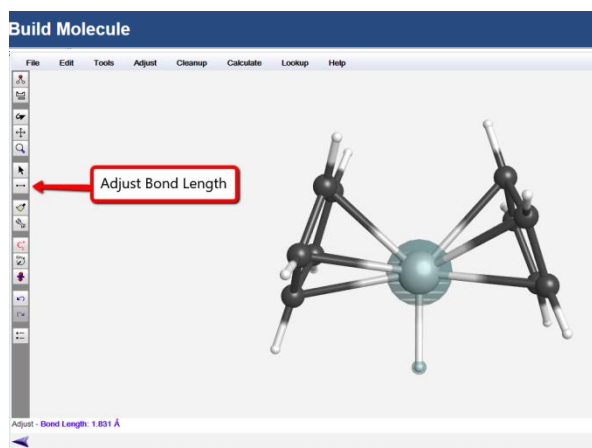 Build Molecule
File Edit Tools Adjust Cleanup Calculate Lookup Help
Adjust Bond Length
Adjust - Bond Length: 1.831 Å